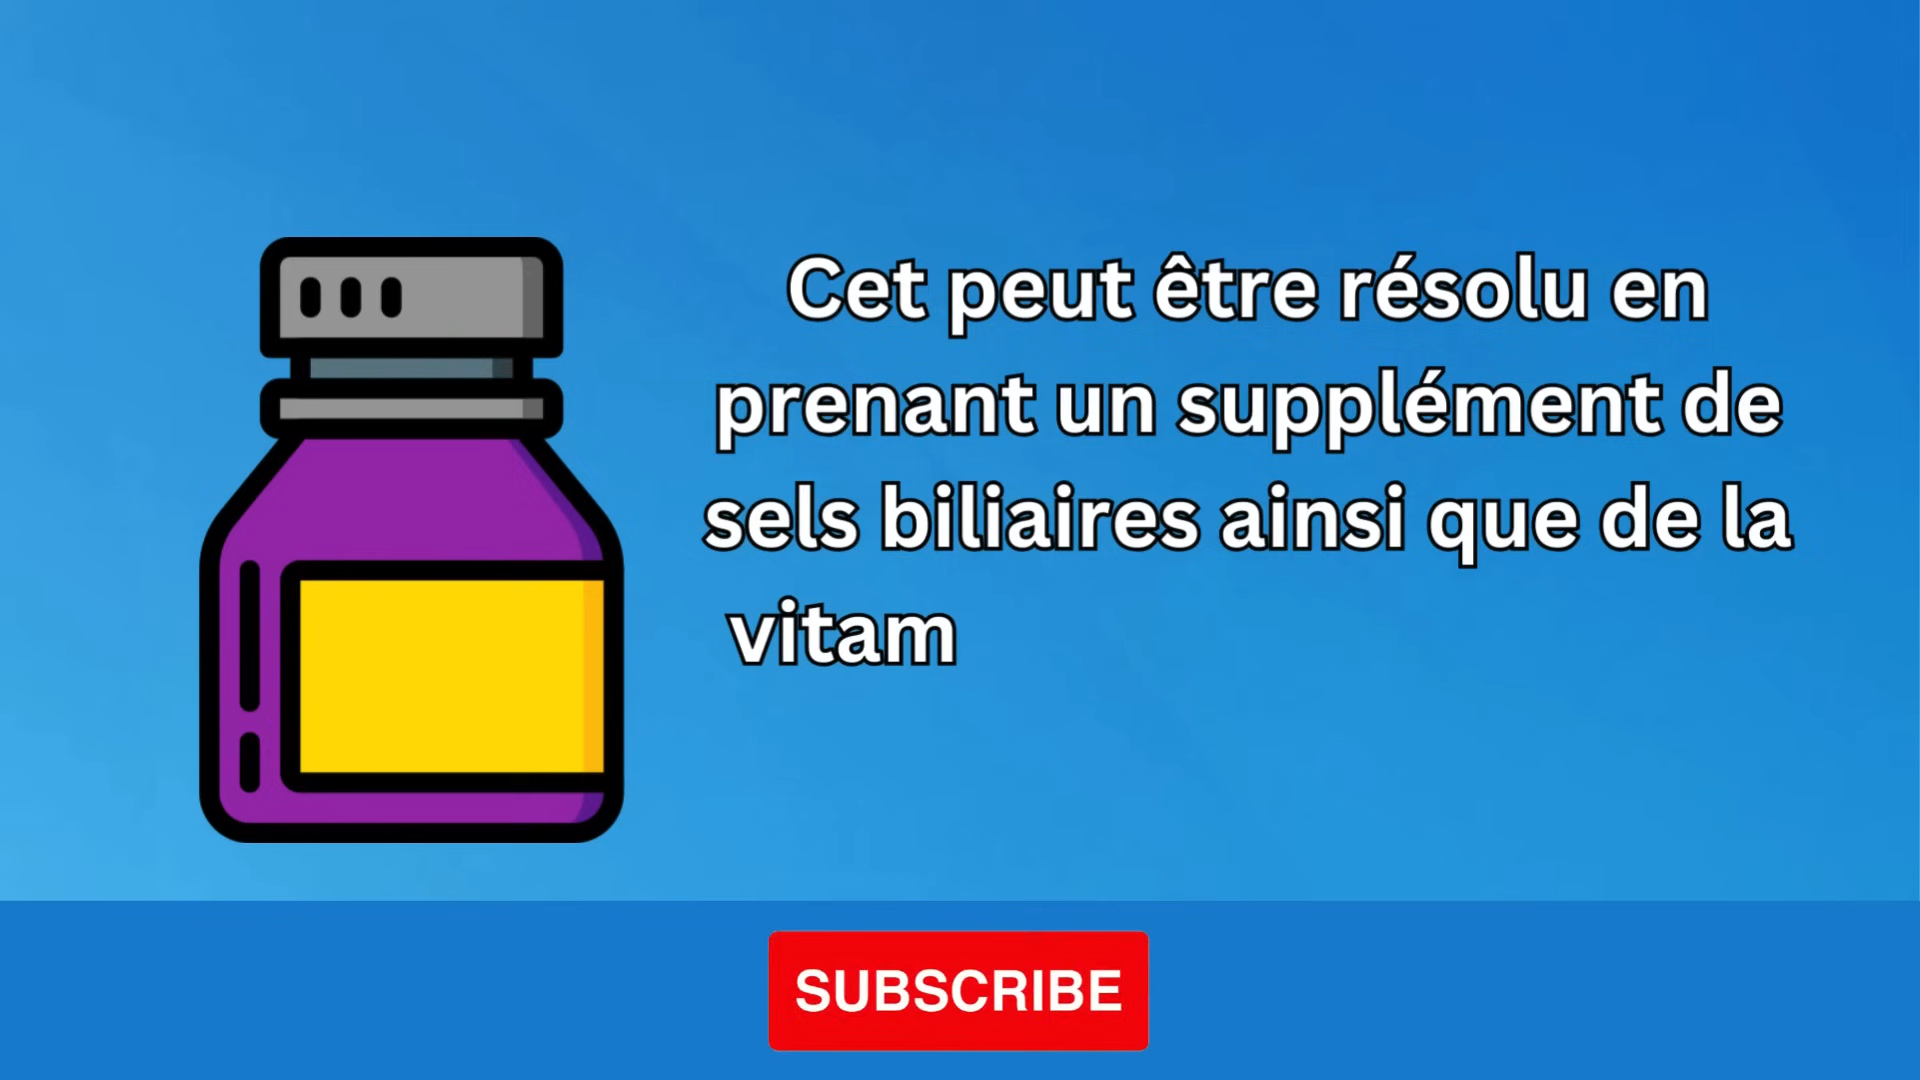 Cet peut être résolu en
prenant un supplément de
sels biliaires ainsi que de la
vitam
SUBSCRIBE